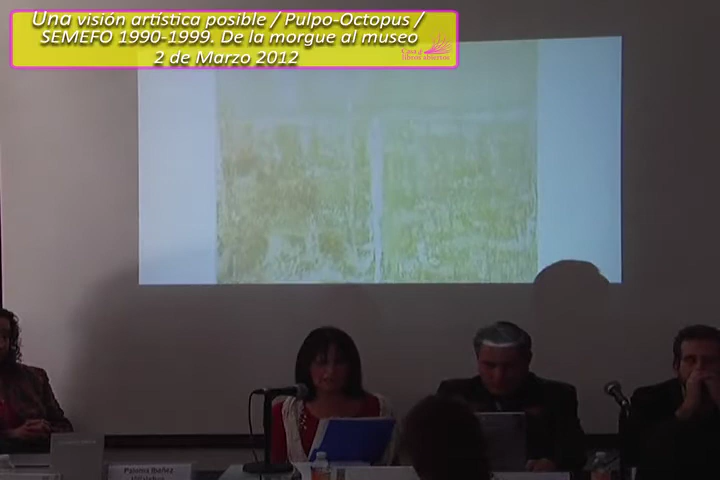 Una visión artística posible / Pulpo-Octopus /
SEMEFO 1990-1999. De la morgue al museo
2 de Marzo 2012
Casa de
libros abiertos
Paloma Ibáñez
Villalobos